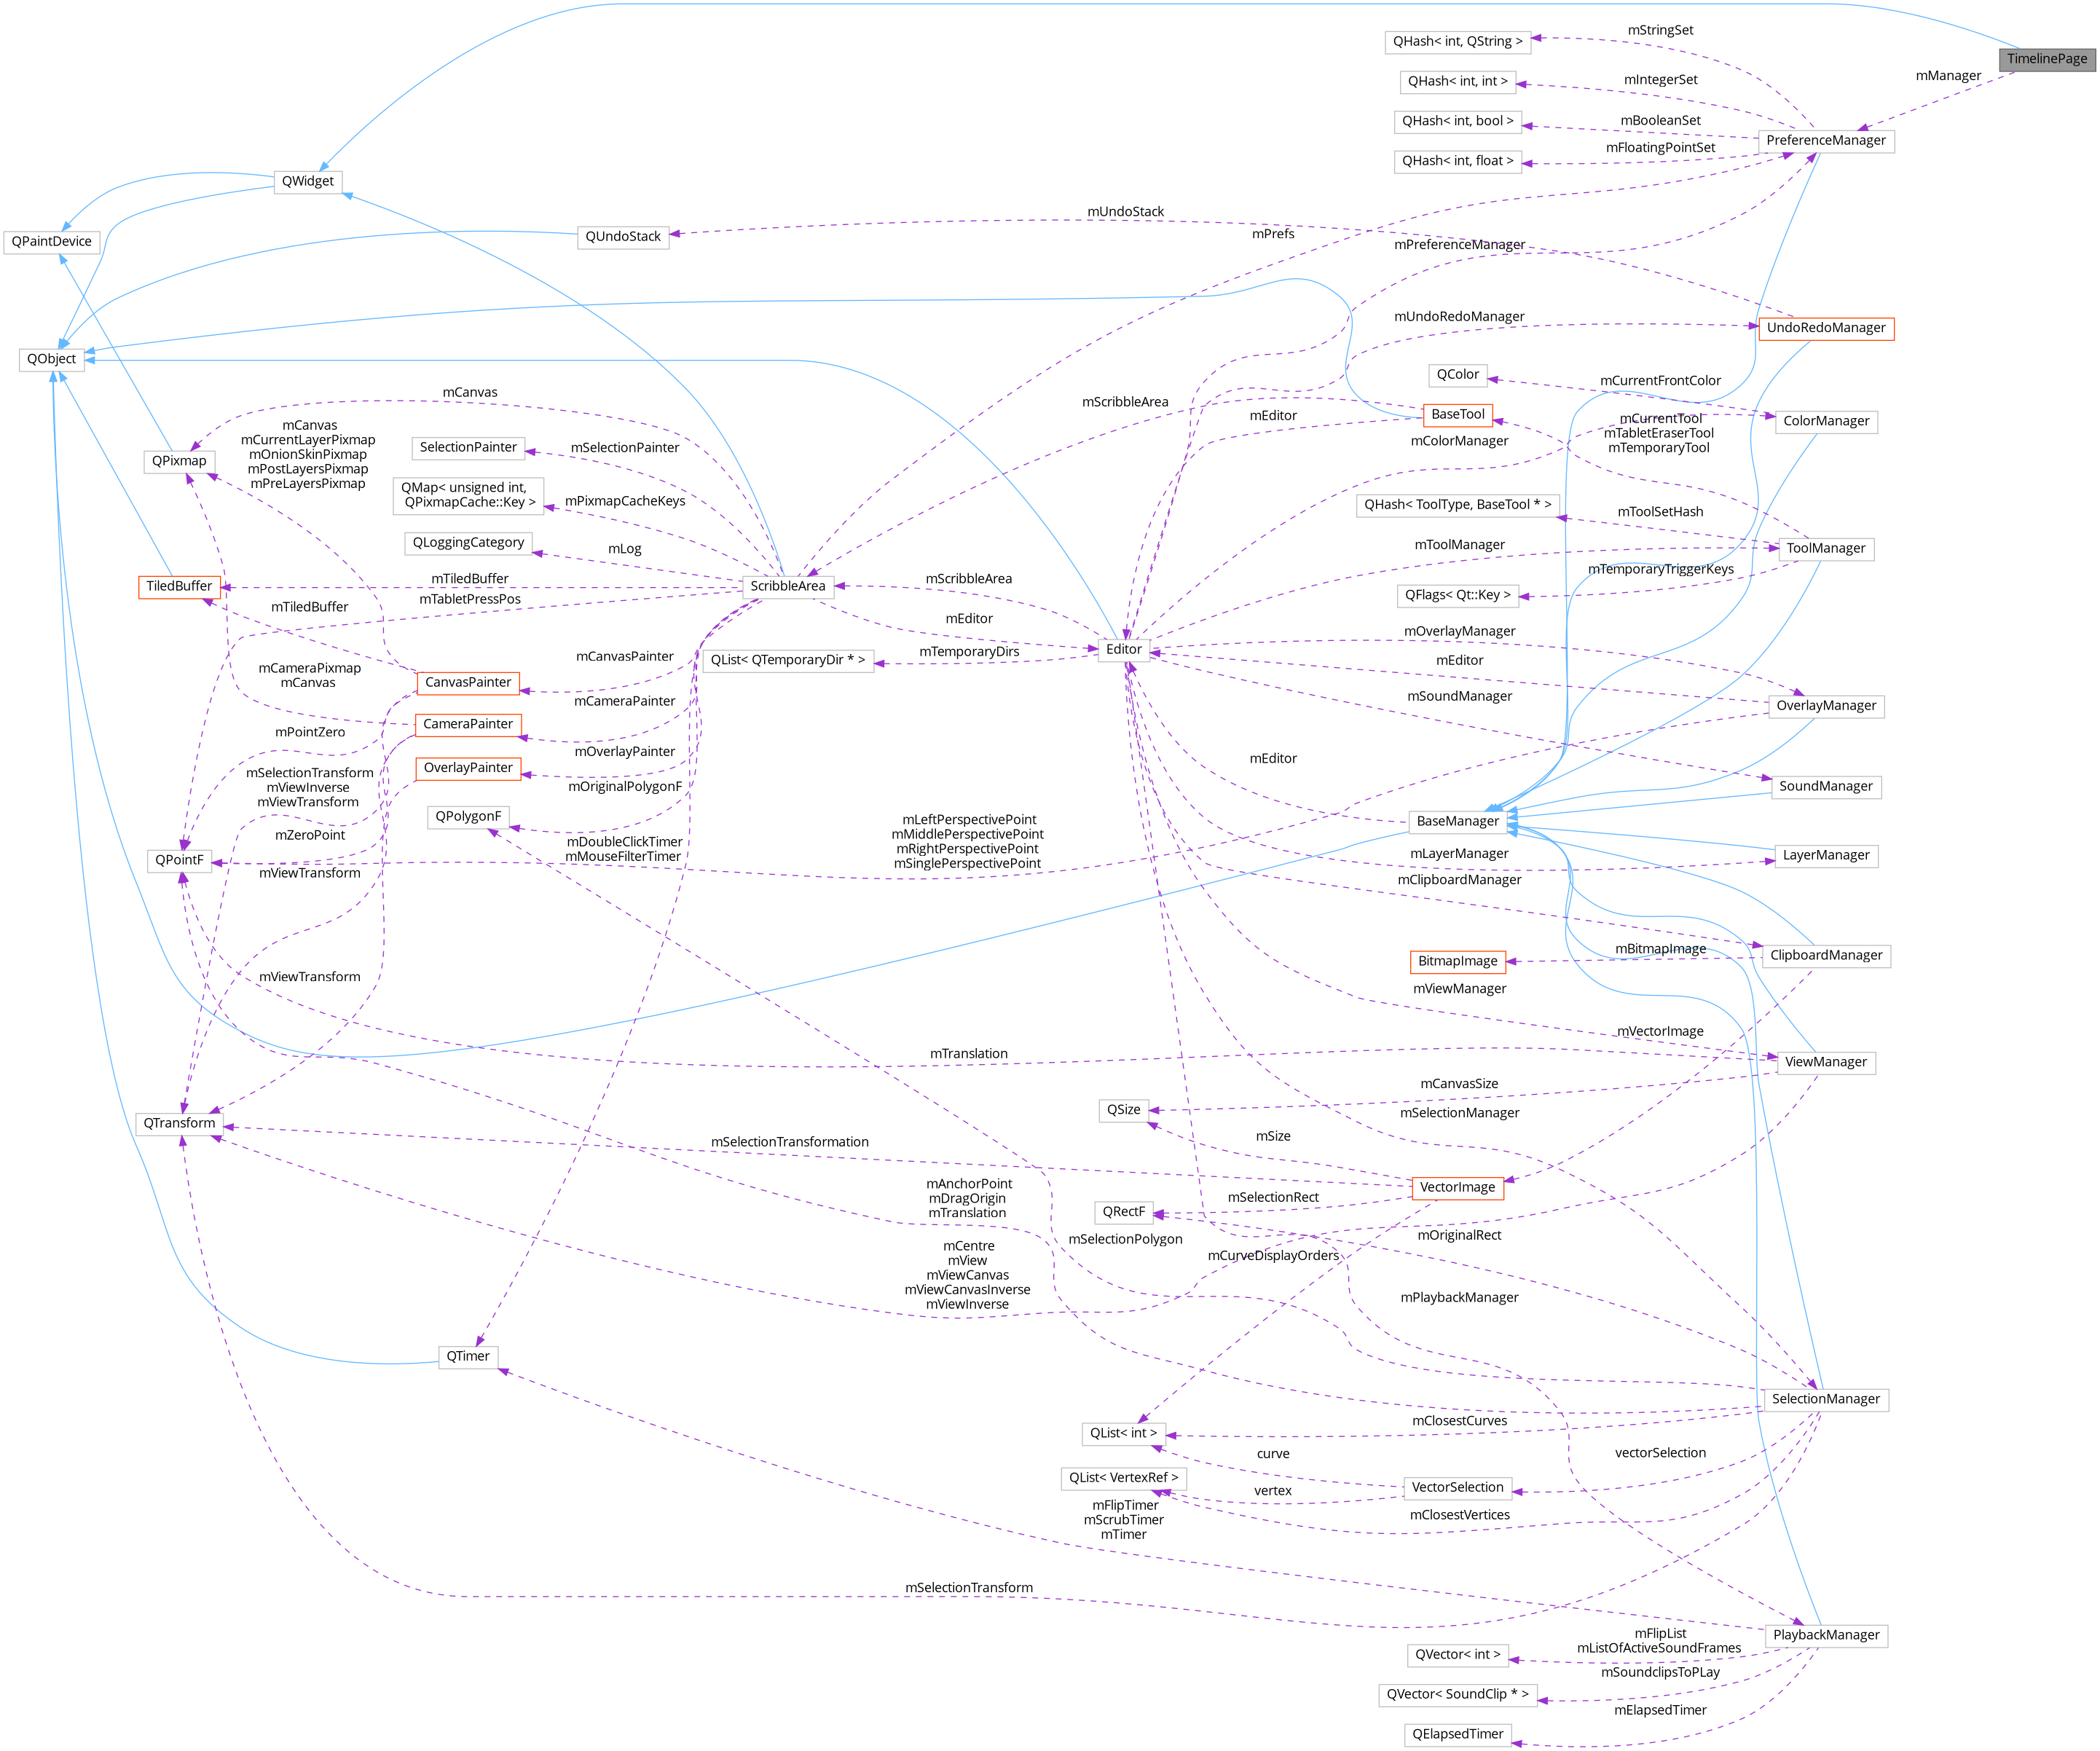 mStringSet
QHash< int, QString >
TimelinePage
mManager
mIntegerSet
QHash< int, int >
mBooleanSet
QHash< int, bool >
PreferenceManager
mFloatingPointSet
QHash< int, float >
QWidget
mUndoStack
QUndoStack
QPaintDevice
mPrefs
mPreferenceManager
mUndoRedoManager
UndoRedoManager
QObject
QColor
mCurrentFrontColor
mCanvas
mScribbleArea
BaseTool
mEditor
ColorManager
mCurrentTool
mTabletEraserTool
mTemporaryTool
mColorManager
mCanvas
mCurrentLayerPixmap
mOnionSkinPixmap
mPostLayersPixmap
mPreLayersPixmap
QPixmap
SelectionPainter
mSelectionPainter
QMap< unsigned int,
QPixmapCache::Key >
mPixmapCacheKeys
QHash< ToolType, BaseTool * >
mToolSetHash
QLoggingCategory
mLog
mToolManager
ToolManager
TiledBuffer
mTiledBuffer
ScribbleArea
mScribbleArea
mTemporaryTriggerKeys
QFlags< Qt::Key >
mTabletPressPos
mTiledBuffer
mEditor
mOverlayManager
Editor
mTemporaryDirs
QList< QTemporaryDir * >
mCanvasPainter
mEditor
mCameraPixmap
mCanvas
CanvasPainter
mSoundManager
mCameraPainter
OverlayManager
CameraPainter
mPointZero
mOverlayPainter
mEditor
OverlayPainter
mSelectionTransform
mViewInverse
mViewTransform
mOriginalPolygonF
SoundManager
QPolygonF
BaseManager
mLeftPerspectivePoint
mMiddlePerspectivePoint
mRightPerspectivePoint
mSinglePerspectivePoint
mZeroPoint
mDoubleClickTimer
mMouseFilterTimer
QPointF
mLayerManager
LayerManager
mViewTransform
mClipboardManager
mBitmapImage
ClipboardManager
BitmapImage
mViewTransform
mViewManager
mVectorImage
mTranslation
ViewManager
mCanvasSize
QSize
mSelectionManager
QTransform
mSize
mSelectionTransformation
VectorImage
mAnchorPoint
mDragOrigin
mTranslation
mSelectionRect
QRectF
mSelectionPolygon
mOriginalRect
mCentre
mView
mViewCanvas
mViewCanvasInverse
mViewInverse
mCurveDisplayOrders
mPlaybackManager
QTimer
SelectionManager
mClosestCurves
QList< int >
curve
vectorSelection
QList< VertexRef >
vertex
VectorSelection
mFlipTimer
mScrubTimer
mTimer
mClosestVertices
mSelectionTransform
PlaybackManager
mFlipList
mListOfActiveSoundFrames
QVector< int >
mSoundclipsToPLay
QVector< SoundClip * >
mElapsedTimer
QElapsedTimer